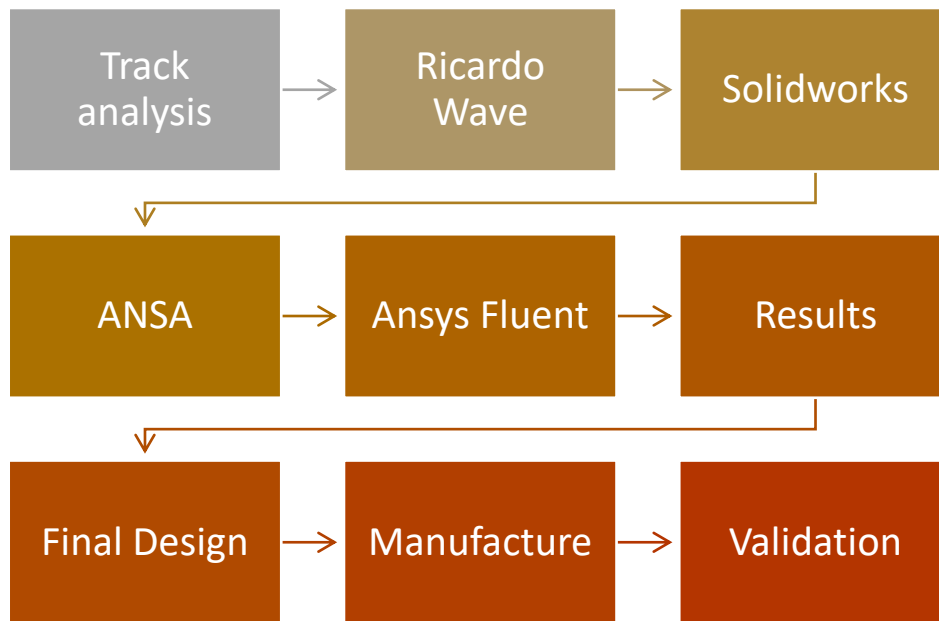 Track
analysis
Ricardo
Wave
Solidworks
ANSA
Ansys Fluent
Results
Final Design
Manufacture
Validation